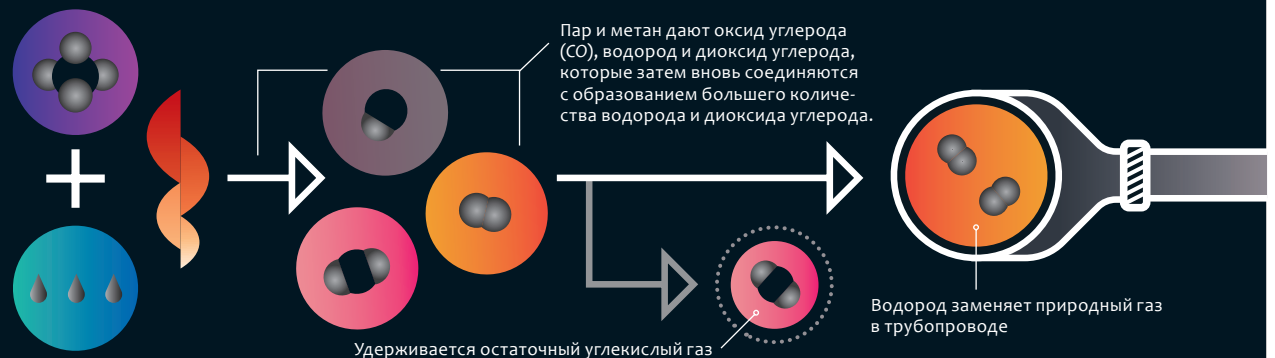 Пар и метан дают оксид углерода
(CO), водород и диоксид углерода,
которые затем вновь соединяются
с образованием большего количе-
ства водорода и диоксида углерода.
Водород заменяет природный газ
в трубопроводе
Удерживается остаточный углекислый газ